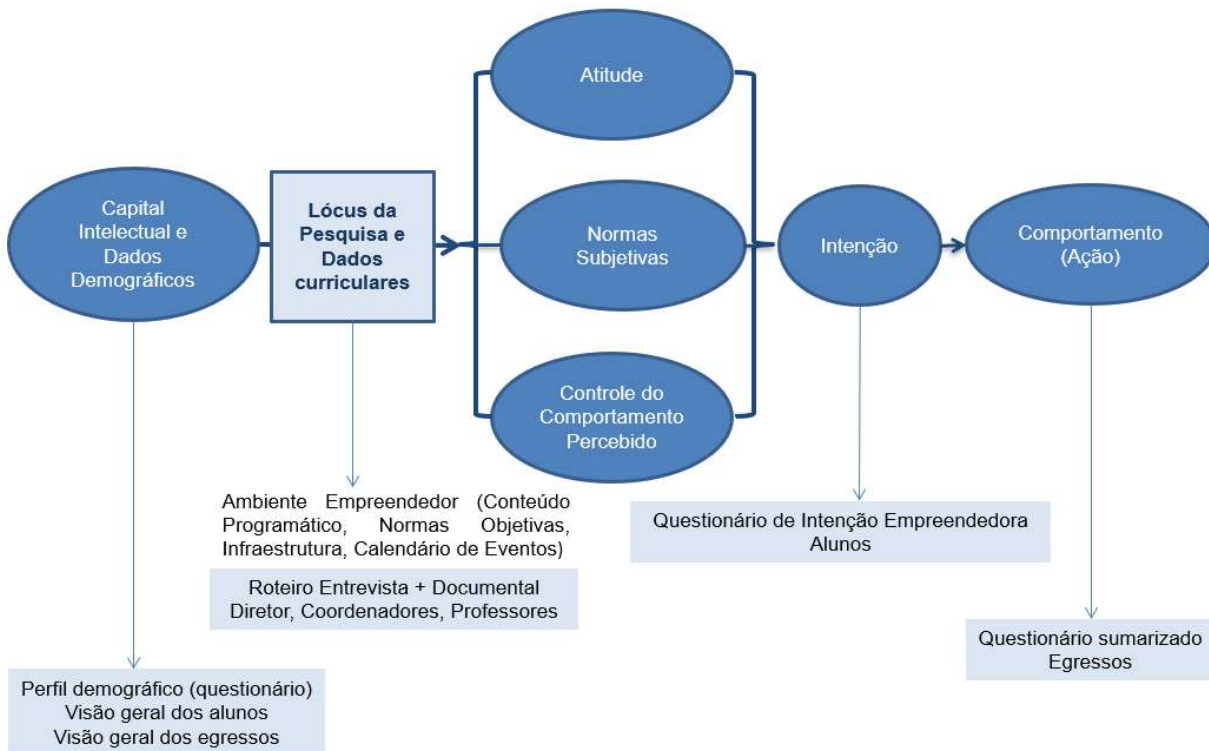 Atitude
Capital
Intelectual e
Dados
Demográficos
Lócus da
Pesquisa e
Dados
curriculares
Normas
Subjetivas
Intenção
Comportamento
(Ação)
Controle do
Comportamento
Percebido
Ambiente Empreendedor (Conteúdo
Programático, Normas Objetivas,
Infraestrutura, Calendário de Eventos)
Roteiro Entrevista + Documental
Diretor, Coordenadores, Professores
Questionário de Intenção Empreendedora
Alunos
Questionário sumarizado
Egressos
Perfil demográfico (questionário)
Visão geral dos alunos
Visão geral dos egressos